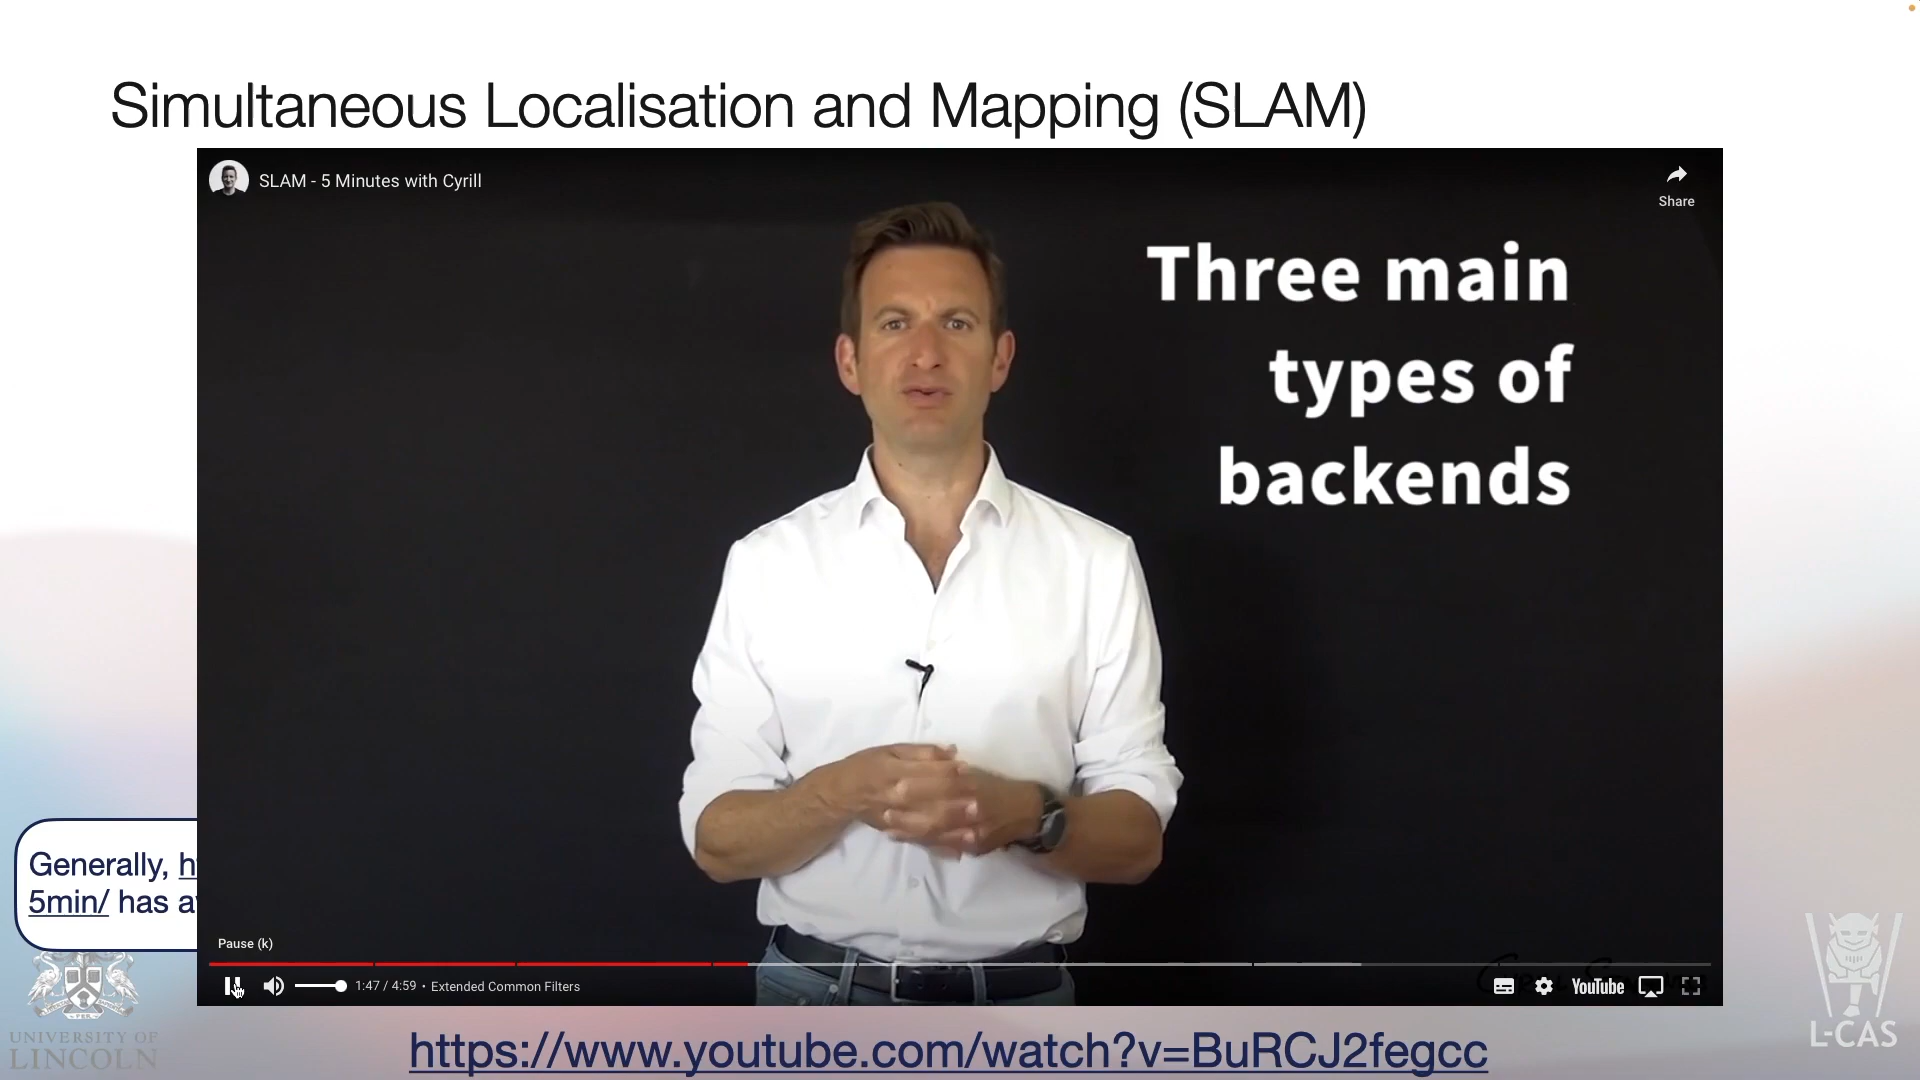 Simultaneous Localisation and Mapping (SLAM)
SLAM - 5 Minutes with Cyrill
Share
Three main
types of
backends
Generally,
5min/ has
Pause (k)
1:47 / 4:59 • Extended Common Filters
YouTube
UNIVERSITY OF
LINCOLN
L-CAS
https://www.youtube.com/watch?v=BuRCJ2fegcc